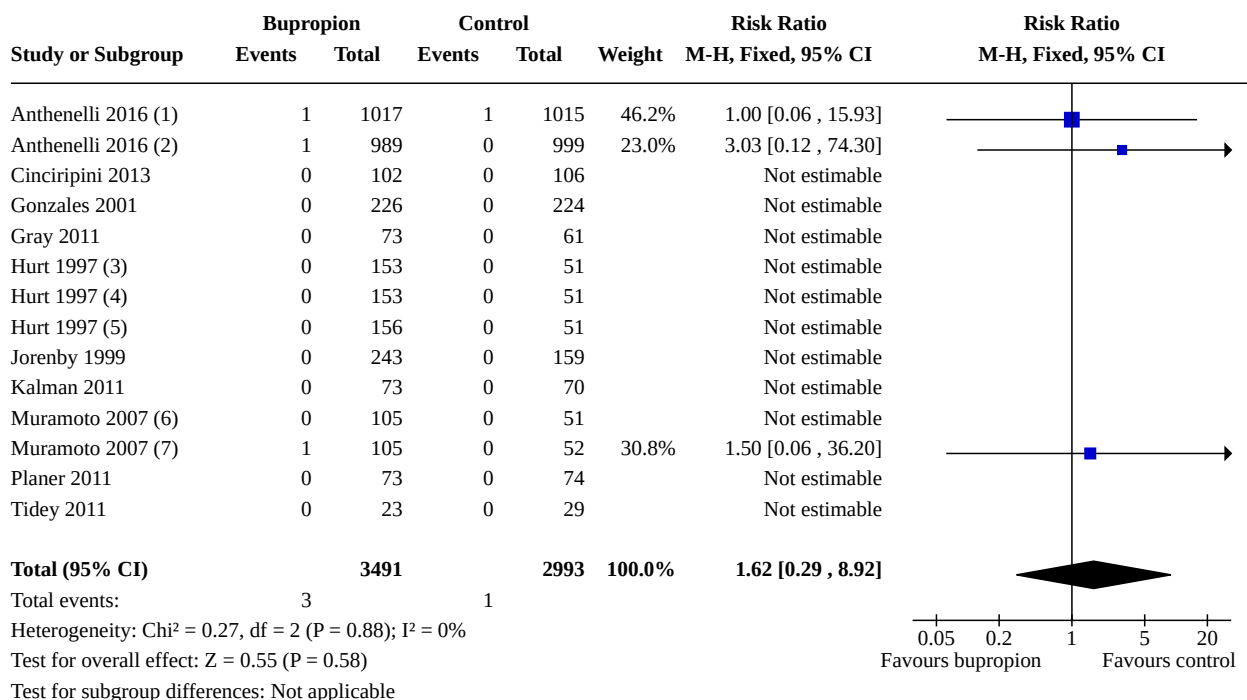 Bupropion Control Risk Ratio Risk Ratio
Study or Subgroup Events Total Events Total Weight M-H, Fixed, 95% CI M-H, Fixed, 95% CI
Anthenelli 2016 (1) 1 1017 1 1015 46.2% 1.00 [0.06 , 15.93]
Anthenelli 2016 (2) 1 989 0 999 23.0% 3.03 [0.12 , 74.30]
Cinciripini 2013 0 102 0 106 Not estimable
Gonzales 2001 0 226 0 224 Not estimable
Gray 2011 0 73 0 61 Not estimable
Hurt 1997 (3) 0 153 0 51 Not estimable
Hurt 1997 (4) 0 153 0 51 Not estimable
Hurt 1997 (5) 0 156 0 51 Not estimable
Jorenby 1999 0 243 0 159 Not estimable
Kalman 2011 0 73 0 70 Not estimable
Muramoto 2007 (6) 0 105 0 51 Not estimable
Muramoto 2007 (7) 1 105 0 52 30.8% 1.50 [0.06 , 36.20]
Planer 2011 0 73 0 74 Not estimable
Tidey 2011 0 23 0 29 Not estimable
Total (95% CI) 3491 2993 100.0% 1.62 [0.29 , 8.92]
Total events: 3 1
Heterogeneity: Chi² = 0.27, df = 2 (P = 0.88); I² = 0%
0.05 0.2 1 5 20
Test for overall effect: Z = 0.55 (P = 0.58) Favours bupropion Favours control
Test for subgroup differences: Not applicable